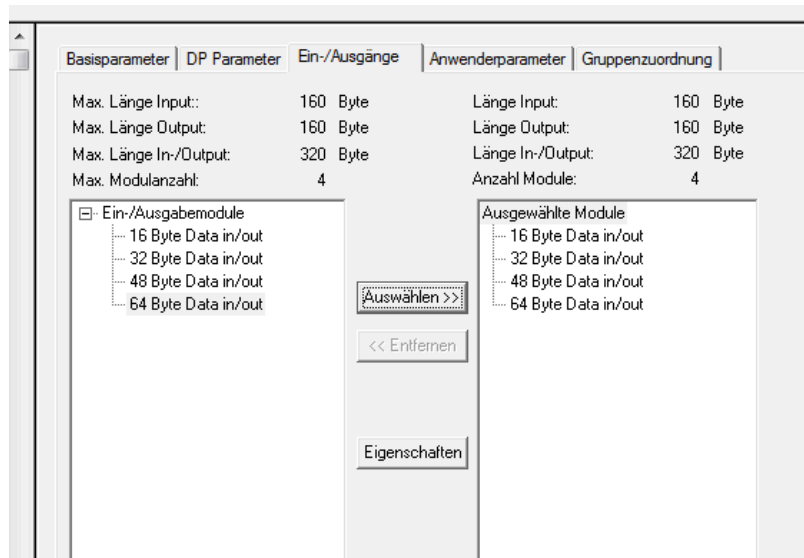 Basisparameter DP Parameter Ein-/Ausgänge Anwenderparameter Gruppenzuordnung
Max. Länge Input:: 160 Byte
Max. Länge Output: 160 Byte
Max. Länge In-/Output: 320 Byte
Max. Modulanzahl: 4
Länge Input: 160 Byte
Länge Output: 160 Byte
Länge In-/Output: 320 Byte
Anzahl Module: 4
Ein-/Ausgabemodule
16 Byte Data in/out
32 Byte Data in/out
48 Byte Data in/out
64 Byte Data in/out
Auswählen >>
<< Entfernen
Eigenschaften
Ausgewählte Module
16 Byte Data in/out
32 Byte Data in/out
48 Byte Data in/out
64 Byte Data in/out